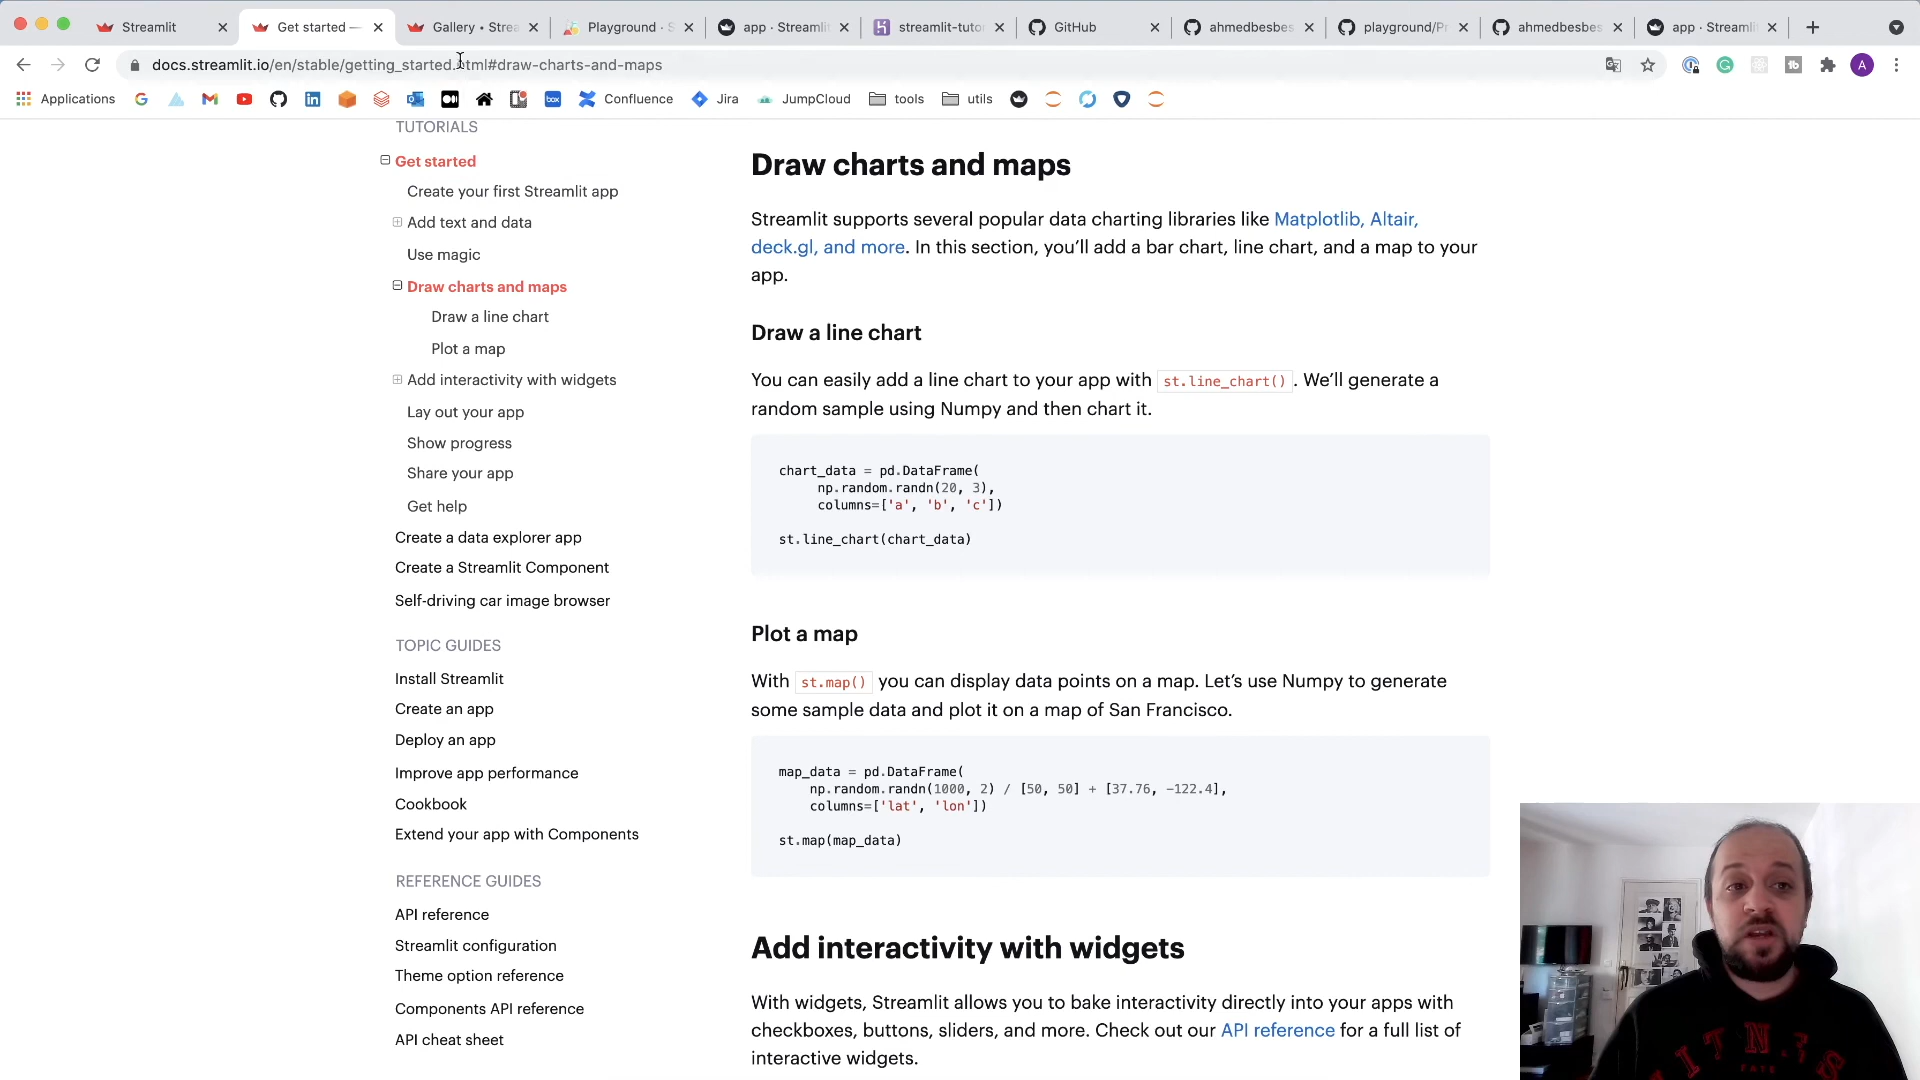 Streamlit
Get started —
Gallery • Strea
Playground · S
app · Streamlit
streamlit-tutor
GitHub
ahmedbesbes
playground/Pr
ahmedbesbes
app · Streamlit
docs.streamlit.io/en/stable/getting_started.html#draw-charts-and-maps
A
Applications
box
Confluence
Jira
JumpCloud
tools
utils
TUTORIALS
Get started
Create your first Streamlit app
Add text and data
Use magic
Draw charts and maps
Draw a line chart
Plot a map
Add interactivity with widgets
Lay out your app
Show progress
Share your app
Get help
Create a data explorer app
Create a Streamlit Component
Self-driving car image browser
TOPIC GUIDES
Install Streamlit
Create an app
Deploy an app
Improve app performance
Cookbook
Extend your app with Components
REFERENCE GUIDES
API reference
Streamlit configuration
Theme option reference
Components API reference
API cheat sheet
Draw charts and maps
Streamlit supports several popular data charting libraries like Matplotlib, Altair,
deck.gl, and more. In this section, you’ll add a bar chart, line chart, and a map to your
app.
Draw a line chart
You can easily add a line chart to your app with st.line_chart(). We’ll generate a
random sample using Numpy and then chart it.
chart_data = pd.DataFrame(
np.random.randn(20, 3),
columns=['a', 'b', 'c'])
st.line_chart(chart_data)
Plot a map
With st.map() you can display data points on a map. Let’s use Numpy to generate
some sample data and plot it on a map of San Francisco.
map_data = pd.DataFrame(
np.random.randn(1000, 2) / [50, 50] + [37.76, -122.4],
columns=['lat', 'lon'])
st.map(map_data)
Add interactivity with widgets
With widgets, Streamlit allows you to bake interactivity directly into your apps with
checkboxes, buttons, sliders, and more. Check out our API reference for a full list of
interactive widgets.